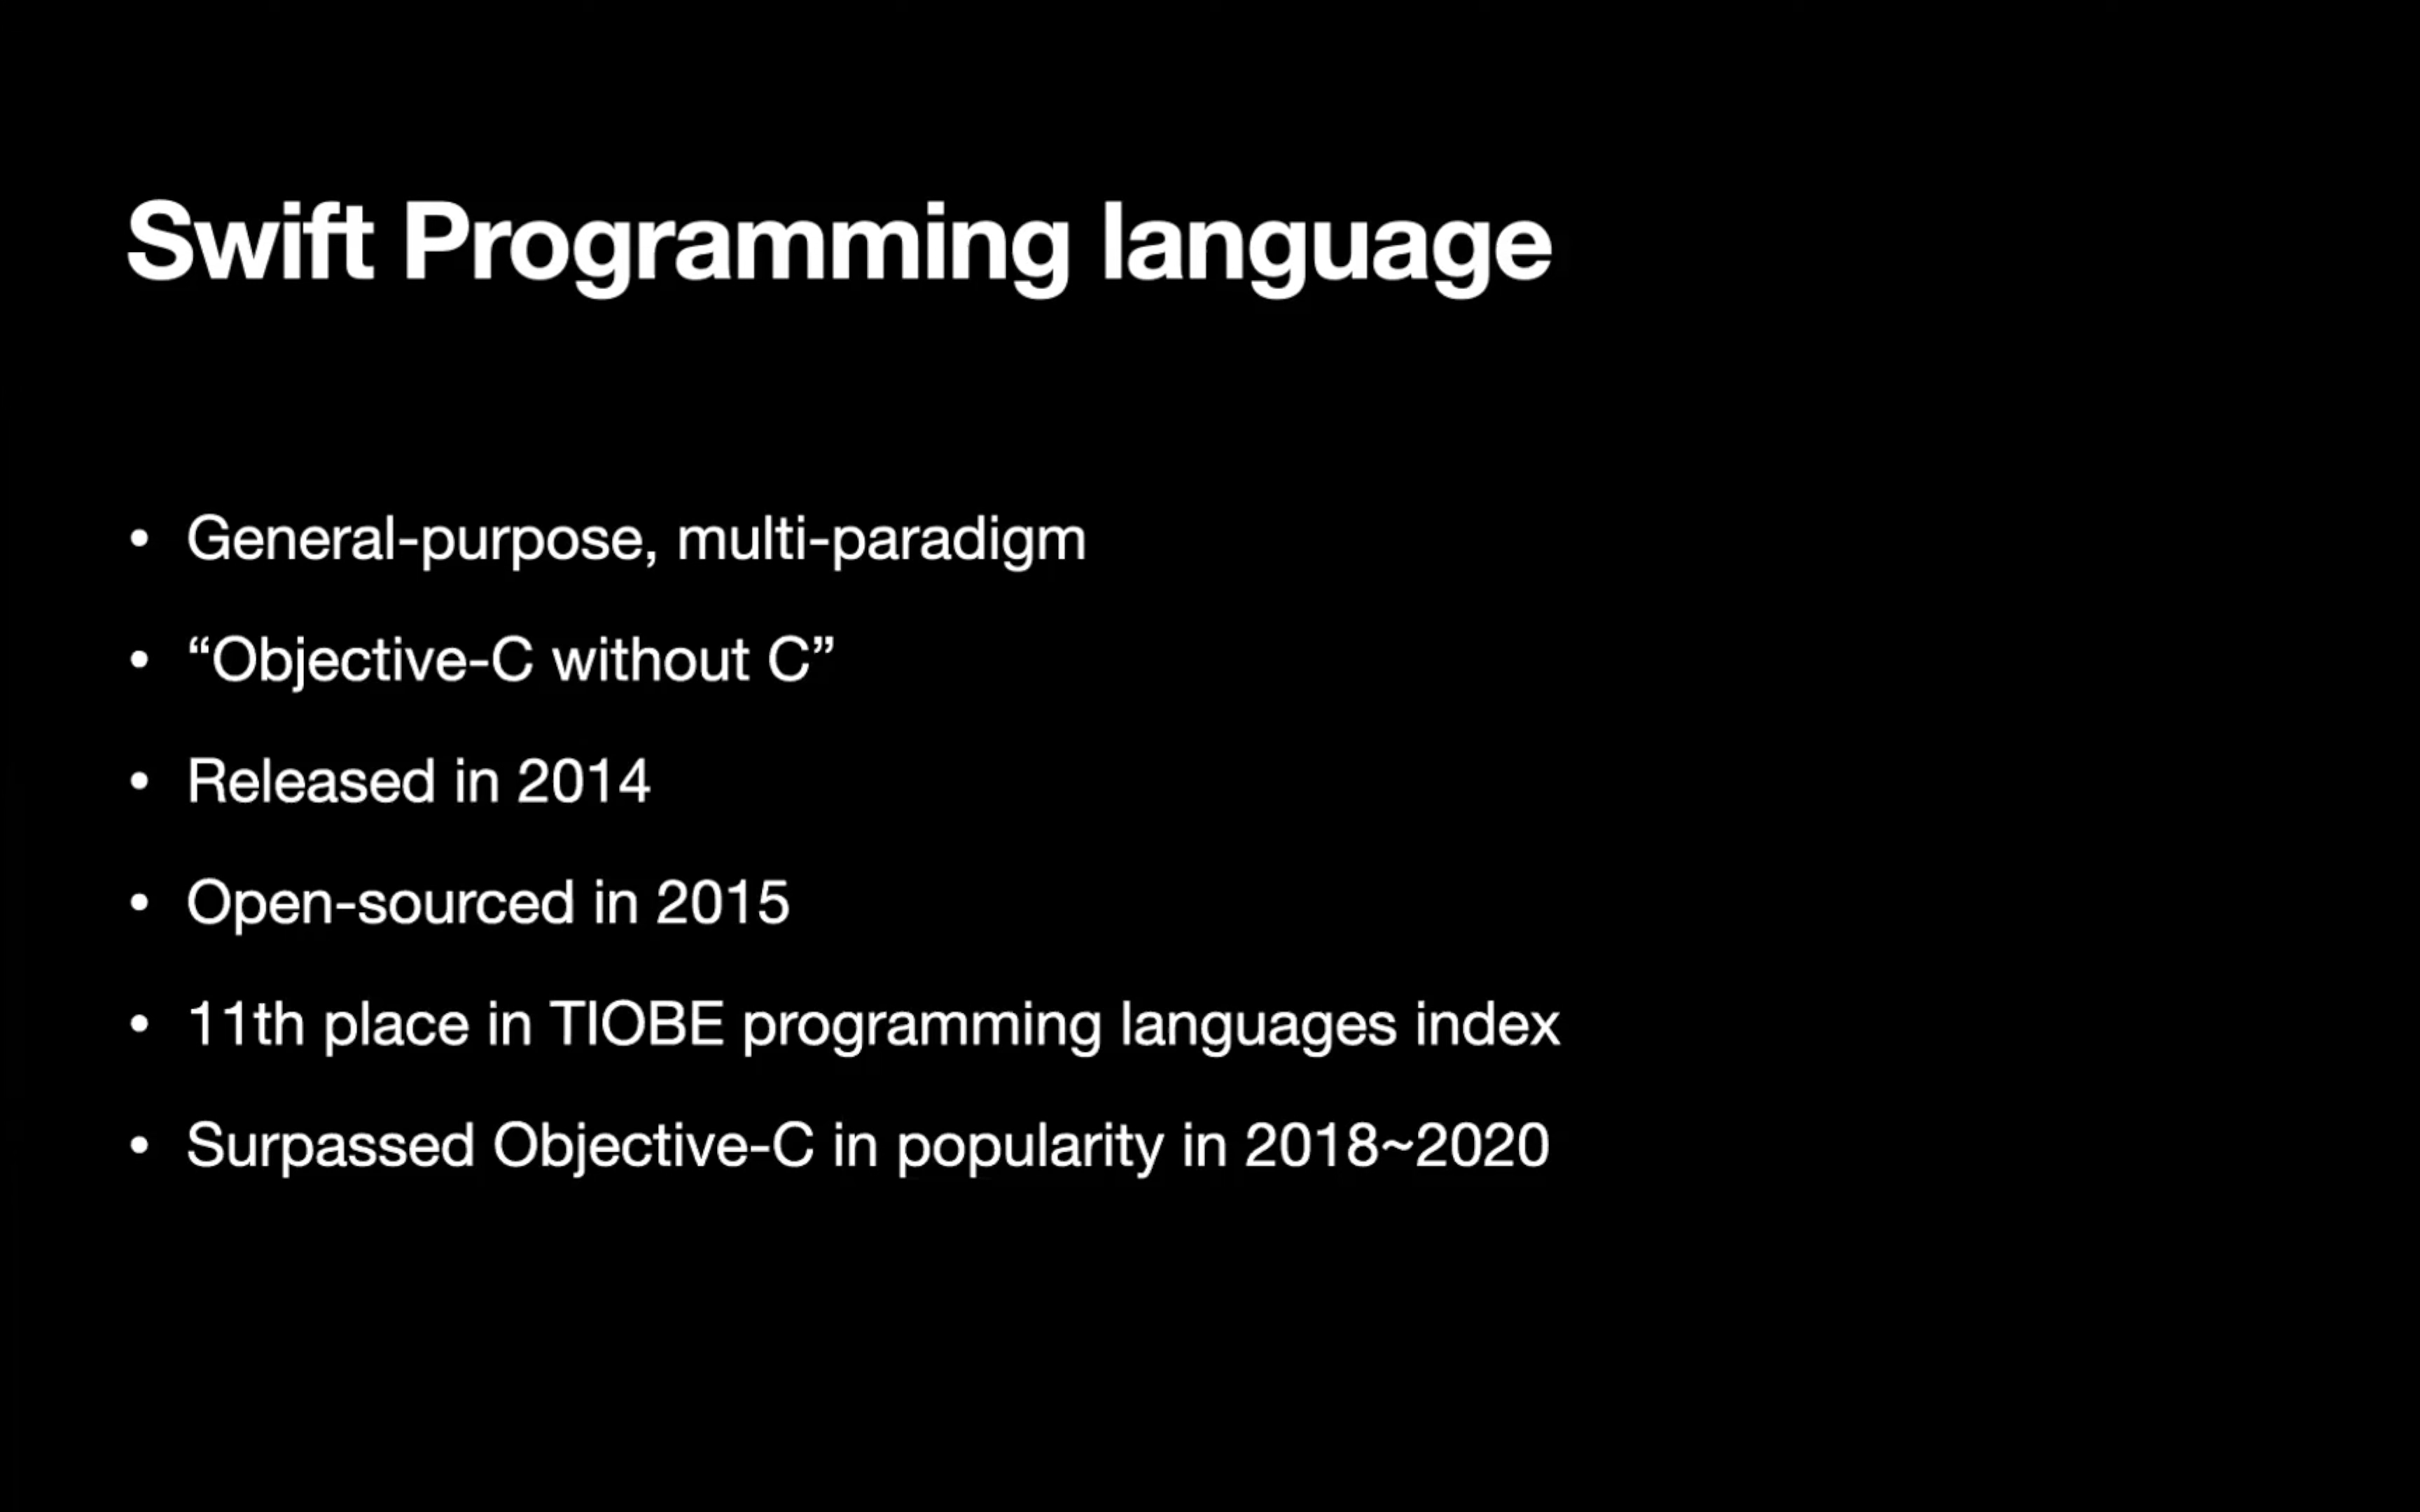 Swift Programming language
• General-purpose, multi-paradigm
• “Objective-C without C”
• Released in 2014
• Open-sourced in 2015
• 11th place in TIOBE programming languages index
• Surpassed Objective-C in popularity in 2018~2020